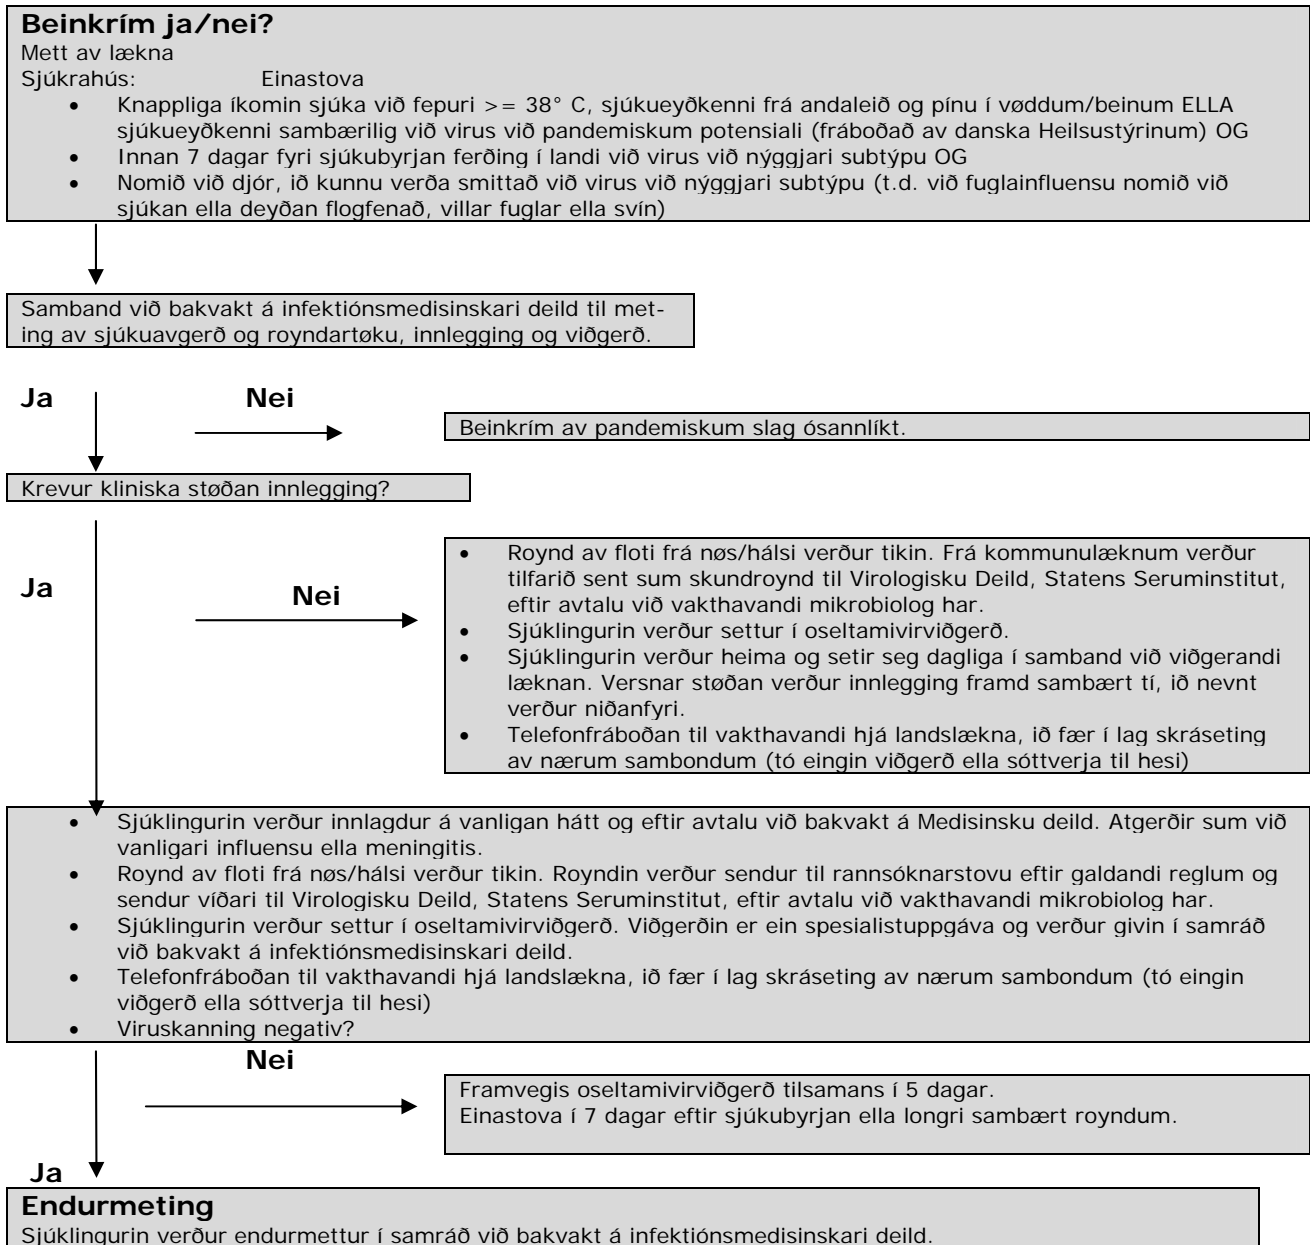 Beinkrím ja/nei?
Mett av lækna
Sjúkrahús: Einastova
• Knappliga íkomin sjúka við fepuri >= 38° C, sjúkueyðkenni frá andaleið og pínu í vøddum/beinum ELLA
sjúkueyðkenni sambærilig við virus við pandemiskum potensiali (fráboðað av danska Heilsustýrinum) OG
• Innan 7 dagar fyri sjúkubyrjan ferðing í landi við virus við nýggjari subtýpu OG
• Nomið við djór, ið kunnu verða smittað við virus við nýggjari subtýpu (t.d. við fuglainfluensu nomið við
sjúkan ella deyðan flogfenað, villar fuglar ella svín)
Samband við bakvakt á infektiónsmedisinskari deild til met-
ing av sjúkuavgerð og royndartøku, innlegging og viðgerð.
Ja Nei
Beinkrím av pandemiskum slag ósannlíkt.
Krevur kliniska støðan innlegging?
Ja Nei
• Roynd av floti frá nøs/hálsi verður tikin. Frá kommunulæknum verður
tilfarið sent sum skundroynd til Virologisku Deild, Statens Seruminstitut,
eftir avtalu við vakthavandi mikrobiolog har.
• Sjúklingurin verður settur í oseltamivirviðgerð.
• Sjúklingurin verður heima og setir seg dagliga í samband við viðgerandi
læknan. Versnar støðan verður innlegging framd sambært tí, ið nevnt
verður niðanfyri.
• Telefonfráboðan til vakthavandi hjá landslækna, ið fær í lag skráseting
av nærum sambondum (tó eingin viðgerð ella sóttverja til hesi)
• Sjúklingurin verður innlagdur á vanligan hátt og eftir avtalu við bakvakt á Medisinsku deild. Atgerðir sum við
vanligari influensu ella meningitis.
• Roynd av floti frá nøs/hálsi verður tikin. Royndin verður sendur til rannsóknarstovu eftir galdandi reglum og
sendur víðari til Virologisku Deild, Statens Seruminstitut, eftir avtalu við vakthavandi mikrobiolog har.
• Sjúklingurin verður settur í oseltamivirviðgerð. Viðgerðin er ein spesialistuppgáva og verður givin í samráð
við bakvakt á infektiónsmedisinskari deild.
• Telefonfráboðan til vakthavandi hjá landslækna, ið fær í lag skráseting av nærum sambondum (tó eingin
viðgerð ella sóttverja til hesi)
• Viruskanning negativ?
Nei
Framvegis oseltamivirviðgerð tilsamans í 5 dagar.
Einastova í 7 dagar eftir sjúkubyrjan ella longri sambært royndum.
Ja
Endurmeting
Sjúklingurin verður endurmettur í samráð við bakvakt á infektiónsmedisinskari deild.